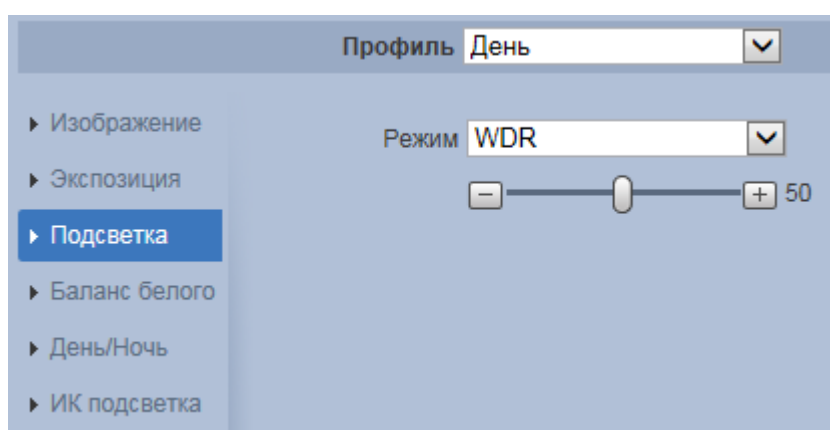 Профиль День
Изображение
Режим WDR
Экспозиция
50
Подсветка
Баланс белого
День/Ночь
ИК подсветка